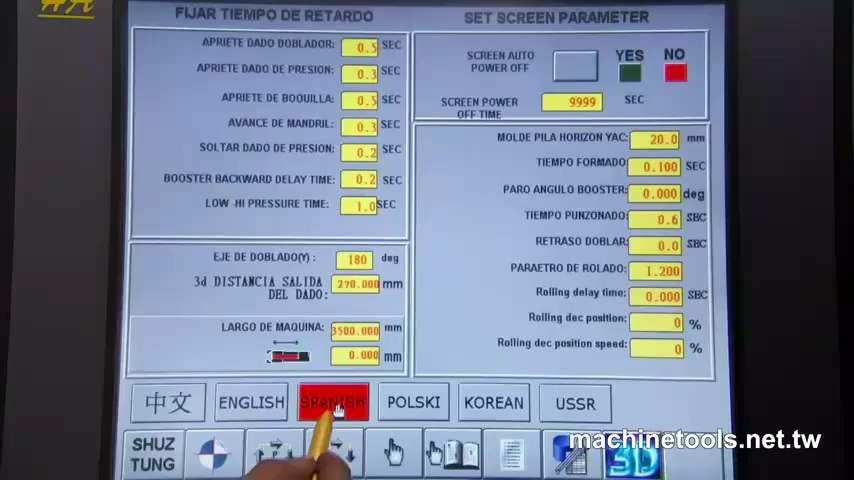 FIJAR TIEMPO DE RETARDO
APRIETE DADO DOBLADOR: 0.5 SEC
APRIETE DADO DE PRESION: 0.3 SEC
APRIETE DE BOQUILLA: 0.5 SEC
AVANCE DE MANDRIL: 0.3 SEC
SOLTAR DADO DE PRESION: 0.2 SEC
BOOSTER BACKWARD DELAY TIME: 0.2 SEC
LOW -HI PRESSURE TIME: 1.0 SEC
EJE DE DOBLADO(Y): 180 deg
3d DISTANCIA SALIDA
DEL DADO: 270.000 mm
LARGO DE MAQUINA: 3500.000 mm
0.000 mm
SET SCREEN PARAMETER
SCREEN AUTO
POWER OFF
YES
NO
SCREEN POWER
OFF TIME
9999 SEC
MOLDE PILA HORIZON YAC: 20.0 mm
TIEMPO FORMADO: 0.100 SEC
PARO ANGULO BOOSTER: 0.000 deg
TIEMPO PUNZONADO: 0.6 SEC
RETRASO DOBLAR: 0.0 SEC
PARAETRO DE ROLADO: 1.200
Rolling delay time: 0.000 SEC
Rolling dec position: 0 %
Rolling dec position speed: 0 %
中文
ENGLISH
SPANISH
POLSKI
KOREAN
USSR
SHUZ
TUNG
3D
machinetools.net.tw